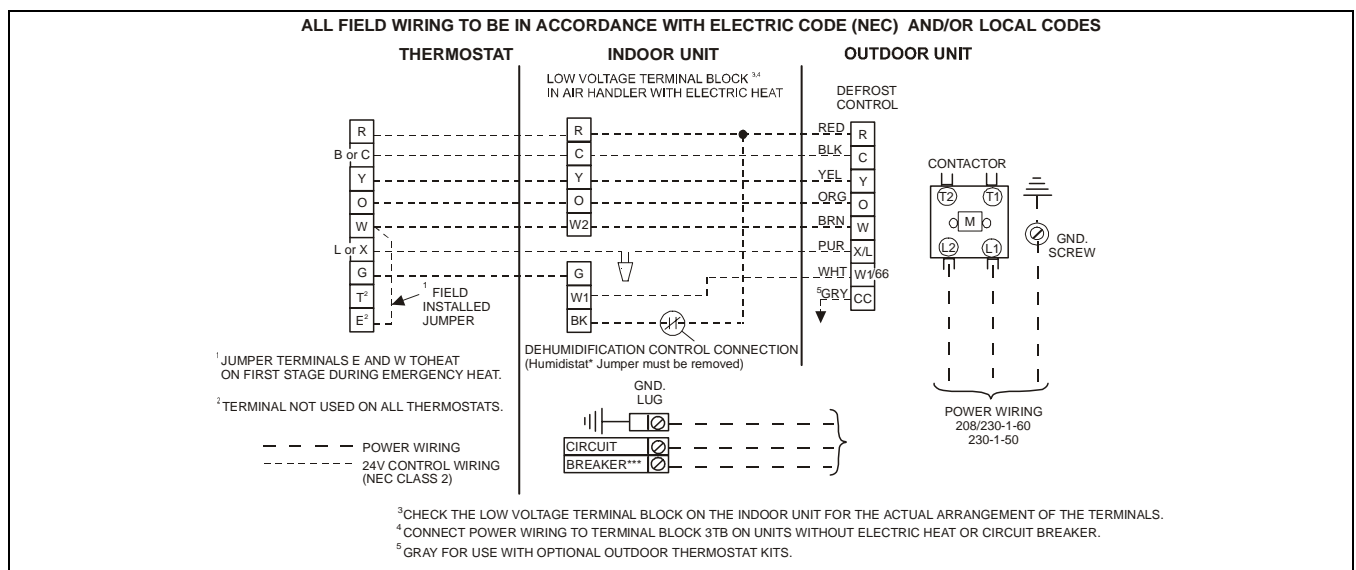 ALL FIELD WIRING TO BE IN ACCORDANCE WITH ELECTRIC CODE (NEC) AND/OR LOCAL CODES
THERMOSTAT
INDOOR UNIT
OUTDOOR UNIT
LOW VOLTAGE TERMINAL BLOCK 3,4
IN AIR HANDLER WITH ELECTRIC HEAT
DEFROST
CONTROL
R
B or C
Y
O
W
L or X
G
T2
E2
1 FIELD
INSTALLED
JUMPER
R
C
Y
O
W2
G
W1
BK
RED R
BLK C
YEL Y
ORG O
BRN W
PUR X/L
WHT W1/66
5GRY CC
CONTACTOR
T2 T1
M
L2 L1
GND.
SCREW
DEHUMIDIFICATION CONTROL CONNECTION
(Humidistat* Jumper must be removed)
1 JUMPER TERMINALS E AND W TOHEAT
ON FIRST STAGE DURING EMERGENCY HEAT.
2 TERMINAL NOT USED ON ALL THERMOSTATS.
POWER WIRING
24V CONTROL WIRING
(NEC CLASS 2)
GND.
LUG
CIRCUIT
BREAKER***
POWER WIRING
208/230-1-60
230-1-50
3CHECK THE LOW VOLTAGE TERMINAL BLOCK ON THE INDOOR UNIT FOR THE ACTUAL ARRANGEMENT OF THE TERMINALS.
4 CONNECT POWER WIRING TO TERMINAL BLOCK 3TB ON UNITS WITHOUT ELECTRIC HEAT OR CIRCUIT BREAKER.
5 GRAY FOR USE WITH OPTIONAL OUTDOOR THERMOSTAT KITS.